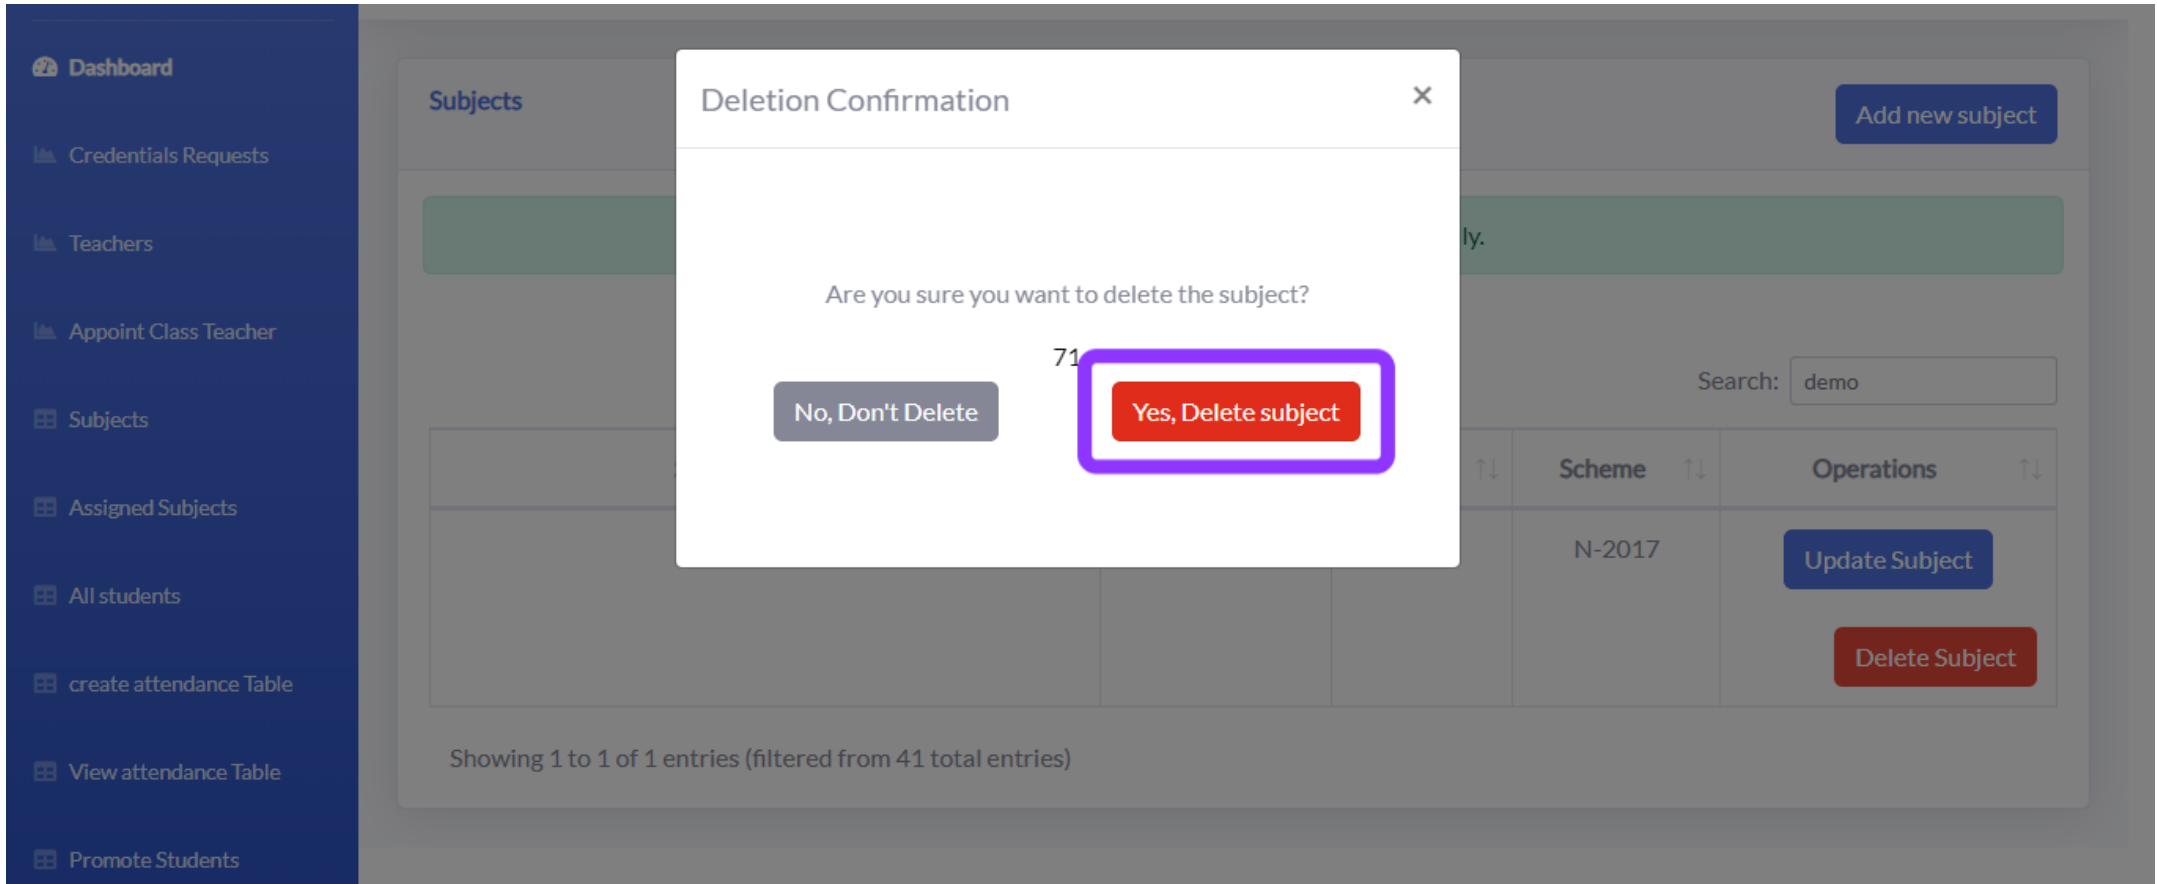 Dashboard
Credentials Requests
Teachers
Appoint Class Teacher
Subjects
Assigned Subjects
All students
create attendance Table
View attendance Table
Promote Students
Subjects
Add new subject
ly.
Deletion Confirmation
×
Are you sure you want to delete the subject?
71
No, Don't Delete
Yes, Delete subject
Search: demo
Scheme
Operations
N-2017
Update Subject
Delete Subject
Showing 1 to 1 of 1 entries (filtered from 41 total entries)